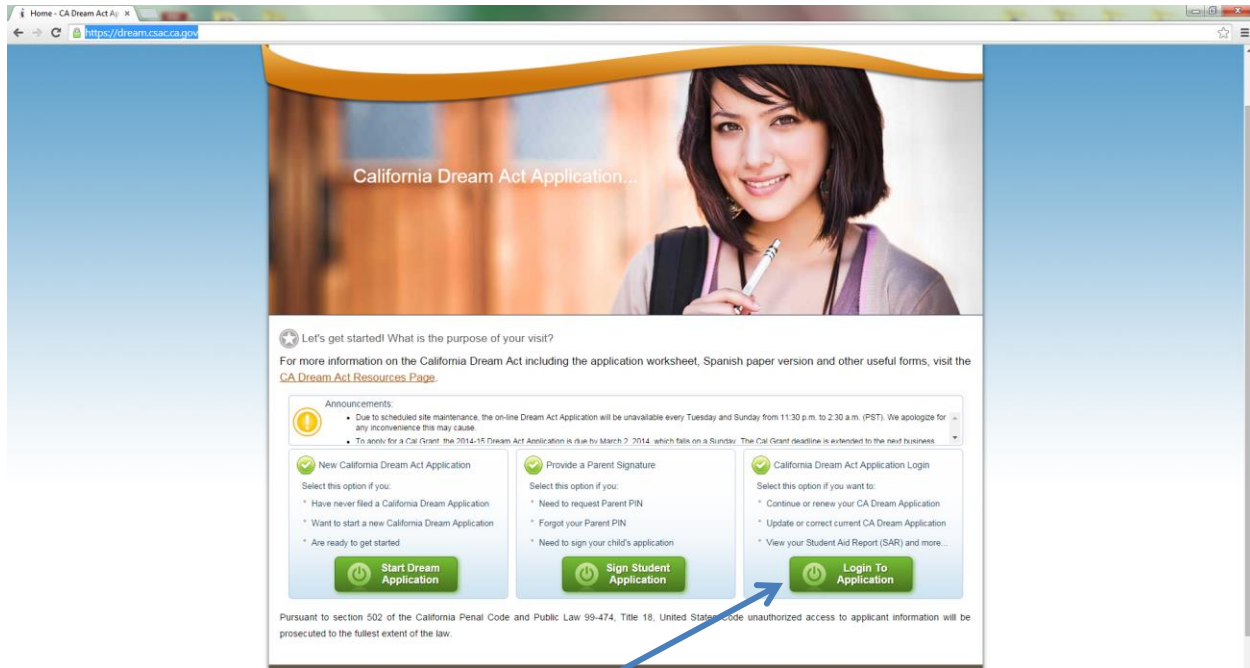 Home - CA Dream Act Ap
https://dream.csac.ca.gov
California Dream Act Application...
Let's get started! What is the purpose of your visit?
For more information on the California Dream Act including the application worksheet, Spanish paper version and other useful forms, visit the
CA Dream Act Resources Page.
Announcements:
• Due to scheduled site maintenance, the on-line Dream Act Application will be unavailable every Tuesday and Sunday from 11:30 p.m. to 2:30 a.m. (PST). We apologize for
any inconvenience this may cause.
• To apply for a Cal Grant, the 2014-15 Dream Act Application is due by March 2, 2014, which falls on a Sunday. The Cal Grant deadline is extended to the next business
New California Dream Act Application
Select this option if you:
* Have never filed a California Dream Application
* Want to start a new California Dream Application
* Are ready to get started
Start Dream
Application
Provide a Parent Signature
Select this option if you:
* Need to request Parent PIN
* Forgot your Parent PIN
* Need to sign your child's application
Sign Student
Application
California Dream Act Application Login
Select this option if you want to:
* Continue or renew your CA Dream Application
* Update or correct current CA Dream Application
* View your Student Aid Report (SAR) and more...
Login To
Application
Pursuant to section 502 of the California Penal Code and Public Law 99-474, Title 18, United States Code unauthorized access to applicant information will be
prosecuted to the fullest extent of the law.